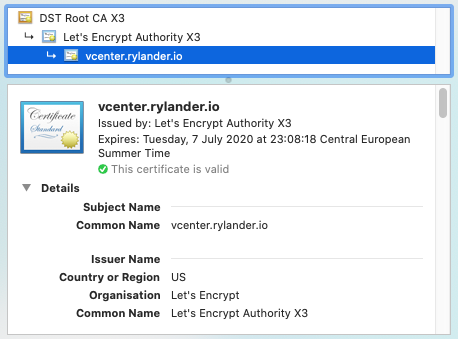 DST Root CA X3
Let's Encrypt Authority X3
vcenter.rylander.io
Certificate
Standard
vcenter.rylander.io
Issued by: Let's Encrypt Authority X3
Expires: Tuesday, 7 July 2020 at 23:08:18 Central European
Summer Time
This certificate is valid
Details
Subject Name
Common Name vcenter.rylander.io
Issuer Name
Country or Region US
Organisation Let's Encrypt
Common Name Let's Encrypt Authority X3